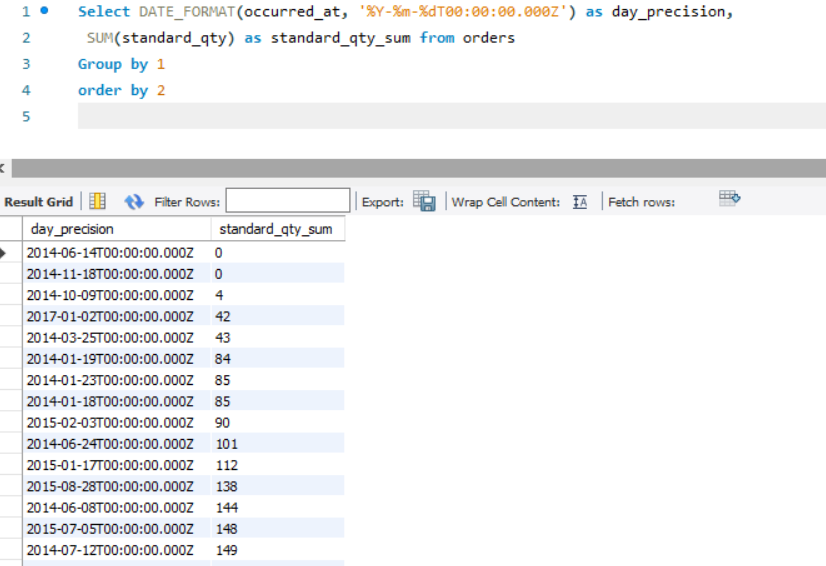 1 Select DATE_FORMAT(occurred_at, '%Y-%m-%dT00:00:00.000Z') as day_precision,
2 SUM(standard_qty) as standard_qty_sum from orders
3 Group by 1
4 order by 2
5
Result Grid Filter Rows: Export: Wrap Cell Content: IA Fetch rows:
day_precision standard_qty_sum
2014-06-14T00:00:00.000Z 0
2014-11-18T00:00:00.000Z 0
2014-10-09T00:00:00.000Z 4
2017-01-02T00:00:00.000Z 42
2014-03-25T00:00:00.000Z 43
2014-01-19T00:00:00.000Z 84
2014-01-23T00:00:00.000Z 85
2014-01-18T00:00:00.000Z 85
2015-02-03T00:00:00.000Z 90
2014-06-24T00:00:00.000Z 101
2015-01-17T00:00:00.000Z 112
2015-08-28T00:00:00.000Z 138
2014-06-08T00:00:00.000Z 144
2015-07-05T00:00:00.000Z 148
2014-07-12T00:00:00.000Z 149